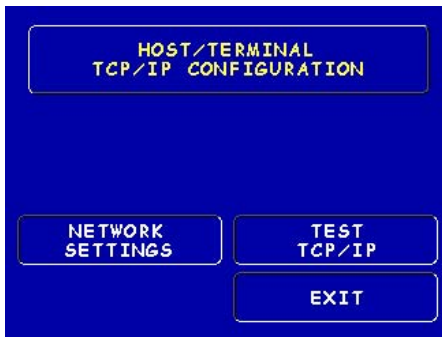 HOST/TERMINAL
TCP/IP CONFIGURATION
NETWORK
SETTINGS
TEST
TCP/IP
EXIT